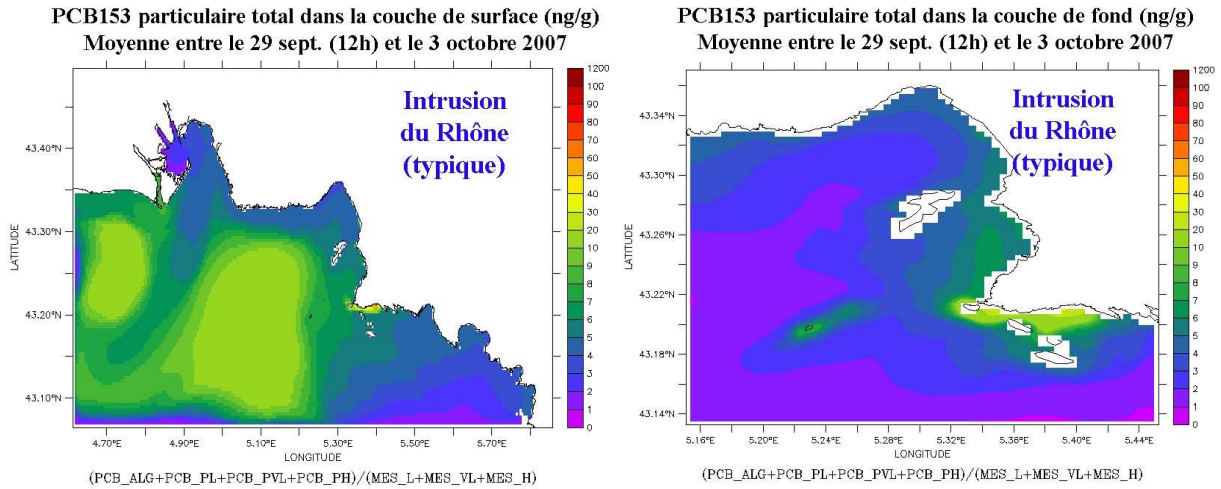 PCB153 particulaire total dans la couche de surface (ng/g)
Moyenne entre le 29 sept. (12h) et le 3 octobre 2007
Intrusion
du Rhône
(typique)
1200
100
90
80
70
60
50
40
30
20
10
9
8
7
6
5
4
3
2
1
0
43.40°N
43.30°N
43.20°N
43.10°N
LATITUDE
4.70°E 4.90°E 5.10°E 5.30°E 5.50°E 5.70°E
LONGITUDE
(PCB_ALG+PCB_PL+PCB_PVL+PCB_PH)/(MES_L+MES_VL+MES_H)
PCB153 particulaire total dans la couche de fond (ng/g)
Moyenne entre le 29 sept. (12h) et le 3 octobre 2007
Intrusion
du Rhône
(typique)
1200
100
90
80
70
60
50
40
30
20
10
9
8
7
6
5
4
3
2
1
0
43.34°N
43.30°N
43.26°N
43.22°N
43.18°N
43.14°N
LATITUDE
5.16°E 5.20°E 5.24°E 5.28°E 5.32°E 5.36°E 5.40°E 5.44°E
LONGITUDE
(PCB_ALG+PCB_PL+PCB_PVL+PCB_PH)/(MES_L+MES_VL+MES_H)